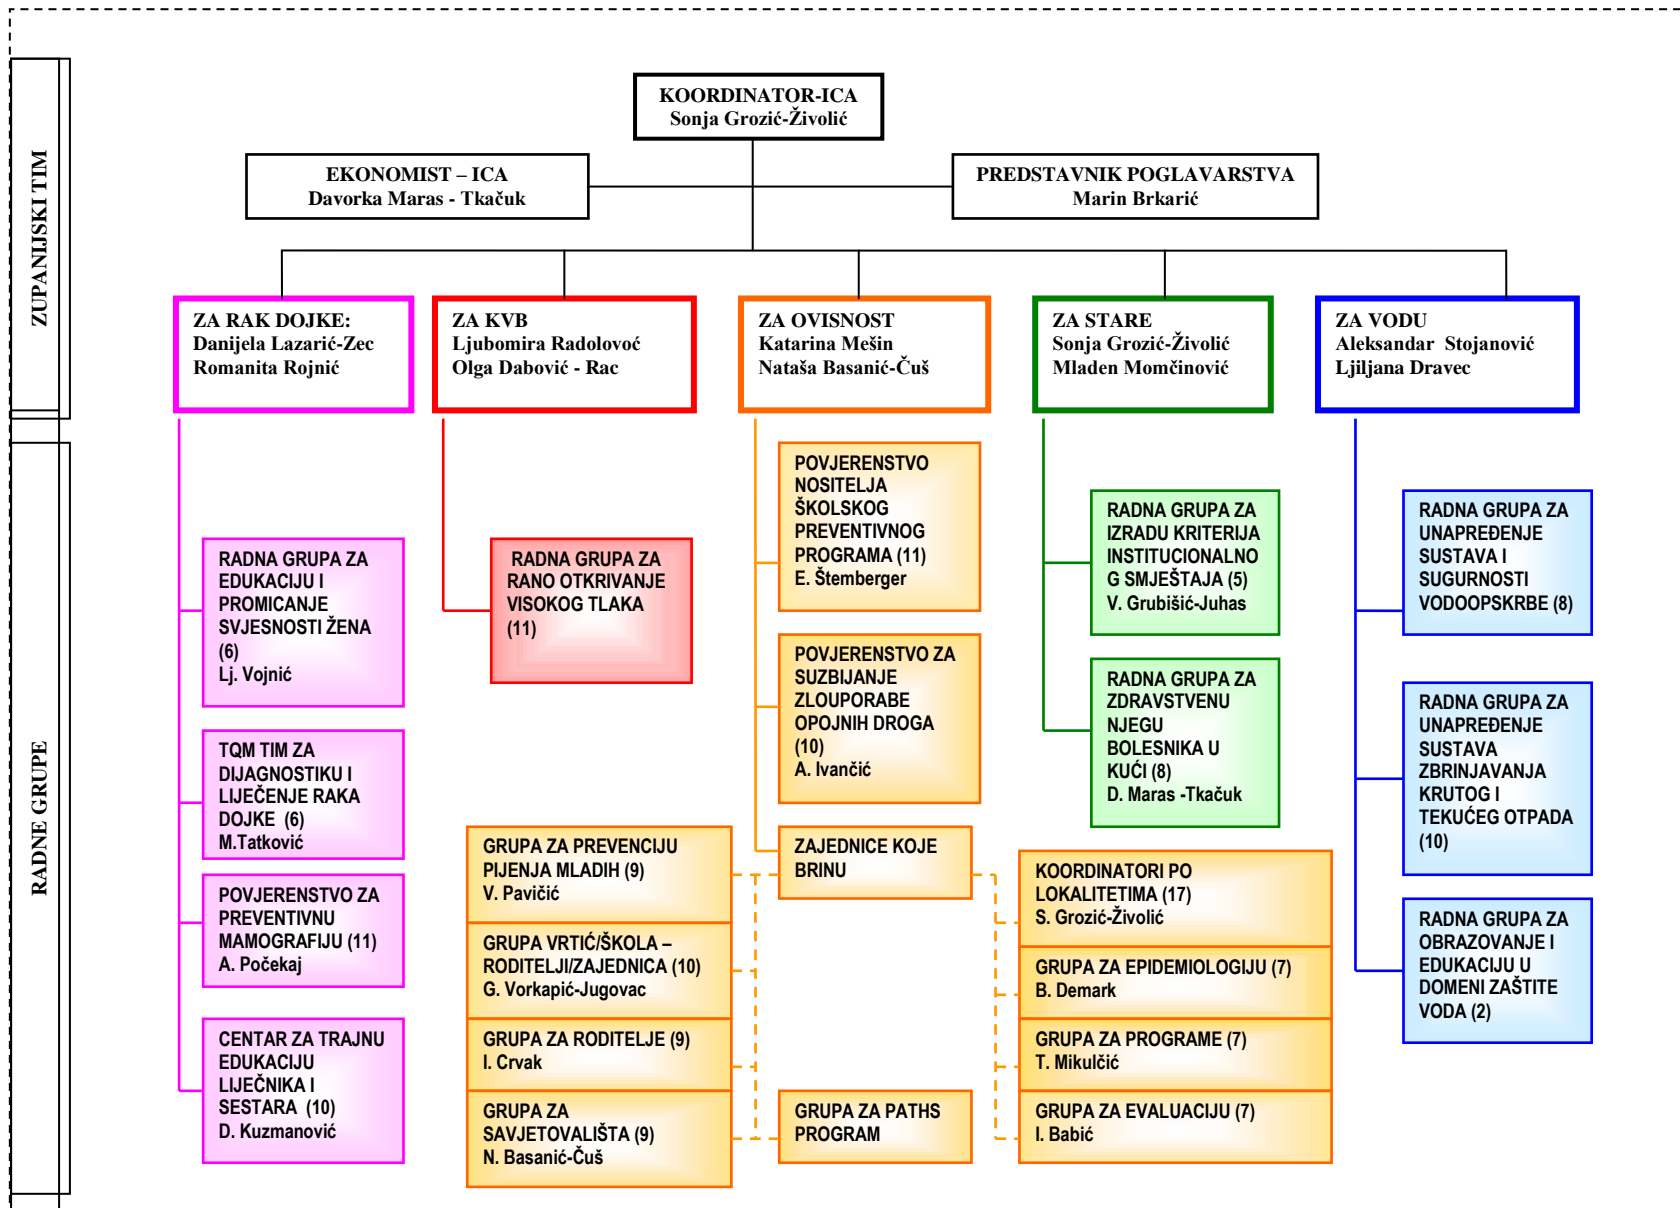 KOORDINATOR-ICA
Sonja Grozić-Živolić
EKONOMIST – ICA
Davorka Maras - Tkačuk
PREDSTAVNIK POGLAVARSTVA
Marin Brkarić
ZUPANIJSKI TIM
ZA RAK DOJKE:
Danijela Lazarić-Zec
Romanita Rojnić
ZA KVB
Ljubomira Radolovoć
Olga Dabović - Rac
ZA OVISNOST
Katarina Mešin
Nataša Basanić-Čuš
ZA STARE
Sonja Grozić-Živolić
Mladen Momčinović
ZA VODU
Aleksandar Stojanović
Ljiljana Dravec
RADNE GRUPE
RADNA GRUPA ZA
EDUKACIJU I
PROMICANJE
SVJESNOSTI ŽENA
(6)
Lj. Vojnić
TQM TIM ZA
DIJAGNOSTIKU I
LIJEČENJE RAKA
DOJKE (6)
M.Tatković
POVJERENSTVO ZA
PREVENTIVNU
MAMOGRAFIJU (11)
A. Počekaj
CENTAR ZA TRAJNU
EDUKACIJU
LIJEČNIKA I
SESTARA (10)
D. Kuzmanović
RADNA GRUPA ZA
RANO OTKRIVANJE
VISOKOG TLAKA
(11)
POVJERENSTVO
NOSITELJA
ŠKOLSKOG
PREVENTIVNOG
PROGRAMA (11)
E. Štemberger
POVJERENSTVO ZA
SUZBIJANJE
ZLOUPORABE
OPOJNIH DROGA
(10)
A. Ivančić
ZAJEDNICE KOJE
BRINU
GRUPA ZA PREVENCIJU
PIJENJA MLADIH (9)
V. Pavičić
GRUPA VRTIĆ/ŠKOLA –
RODITELJI/ZAJEDNICA (10)
G. Vorkapić-Jugovac
GRUPA ZA RODITELJE (9)
I. Crvak
GRUPA ZA
SAVJETOVALIŠTA (9)
N. Basanić-Čuš
GRUPA ZA PATHS
PROGRAM
KOORDINATORI PO
LOKALITETIMA (17)
S. Grozić-Živolić
GRUPA ZA EPIDEMIOLOGIJU (7)
B. Demark
GRUPA ZA PROGRAME (7)
T. Mikulčić
GRUPA ZA EVALUACIJU (7)
I. Babić
RADNA GRUPA ZA
IZRADU KRITERIJA
INSTITUCIONALNO
G SMJEŠTAJA (5)
V. Grubišić-Juhas
RADNA GRUPA ZA
ZDRAVSTVENU
NJEGU
BOLESNIKA U
KUĆI (8)
D. Maras -Tkačuk
RADNA GRUPA ZA
UNAPREĐENJE
SUSTAVA I
SUGURNOSTI
VODOOPSKRBE (8)
RADNA GRUPA ZA
UNAPREĐENJE
SUSTAVA
ZBRINJAVANJA
KRUTOG I
TEKUĆEG OTPADA
(10)
RADNA GRUPA ZA
OBRAZOVANJE I
EDUKACIJU U
DOMENI ZAŠTITE
VODA (2)